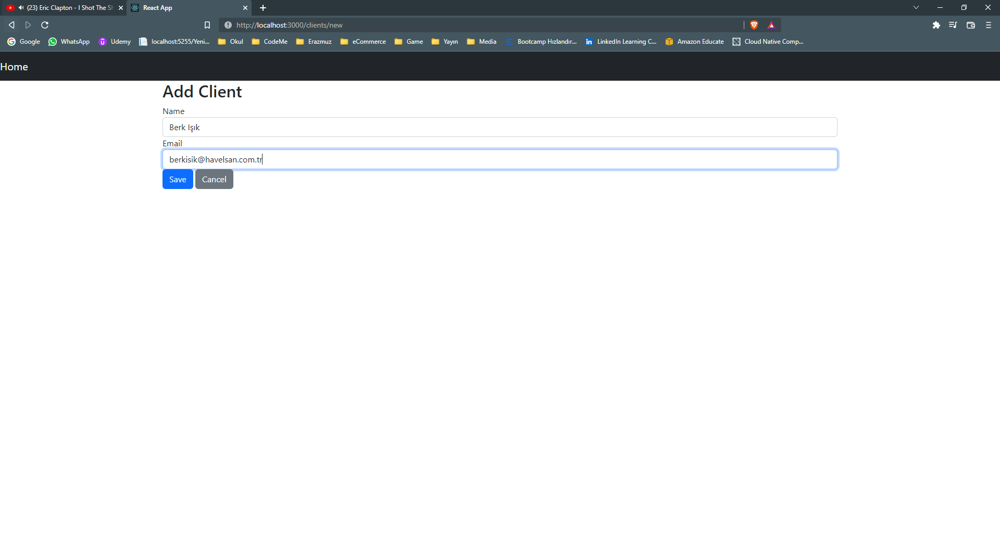 (23) Eric Clapton - I Shot The Sh
React App
http://localhost:3000/clients/new
Google WhatsApp Udemy localhost:5255/Yeni... Okul CodeMe Erazmuz eCommerce Game Yayın Media Bootcamp Hızlandır... LinkedIn Learning C... Amazon Educate Cloud Native Comp...
Home
Add Client
Name
Berk Işık
Email
berkisik@havelsan.com.tr
Save Cancel